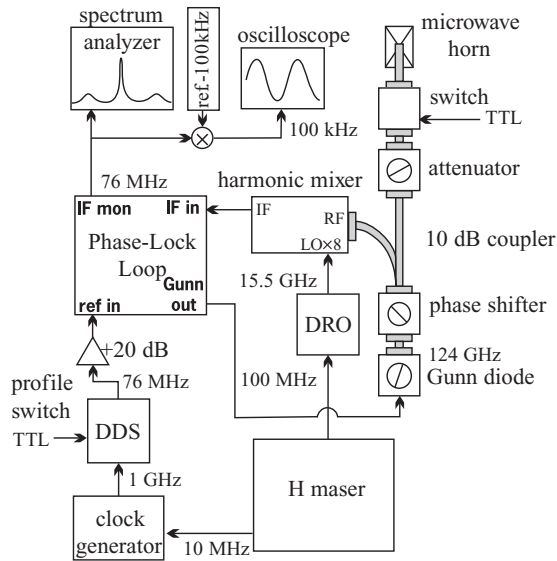 spectrum
analyzer
ref-100kHz
oscilloscope
microwave
horn
100 kHz
switch
TTL
attenuator
76 MHz
harmonic mixer
IF mon
IF in
IF
RF
LO×8
Phase-Lock
Loop
Gunn
out
ref in
10 dB coupler
15.5 GHz
phase shifter
DRO
+20 dB
124 GHz
Gunn diode
100 MHz
76 MHz
profile
switch
TTL
DDS
1 GHz
H maser
clock
generator
10 MHz